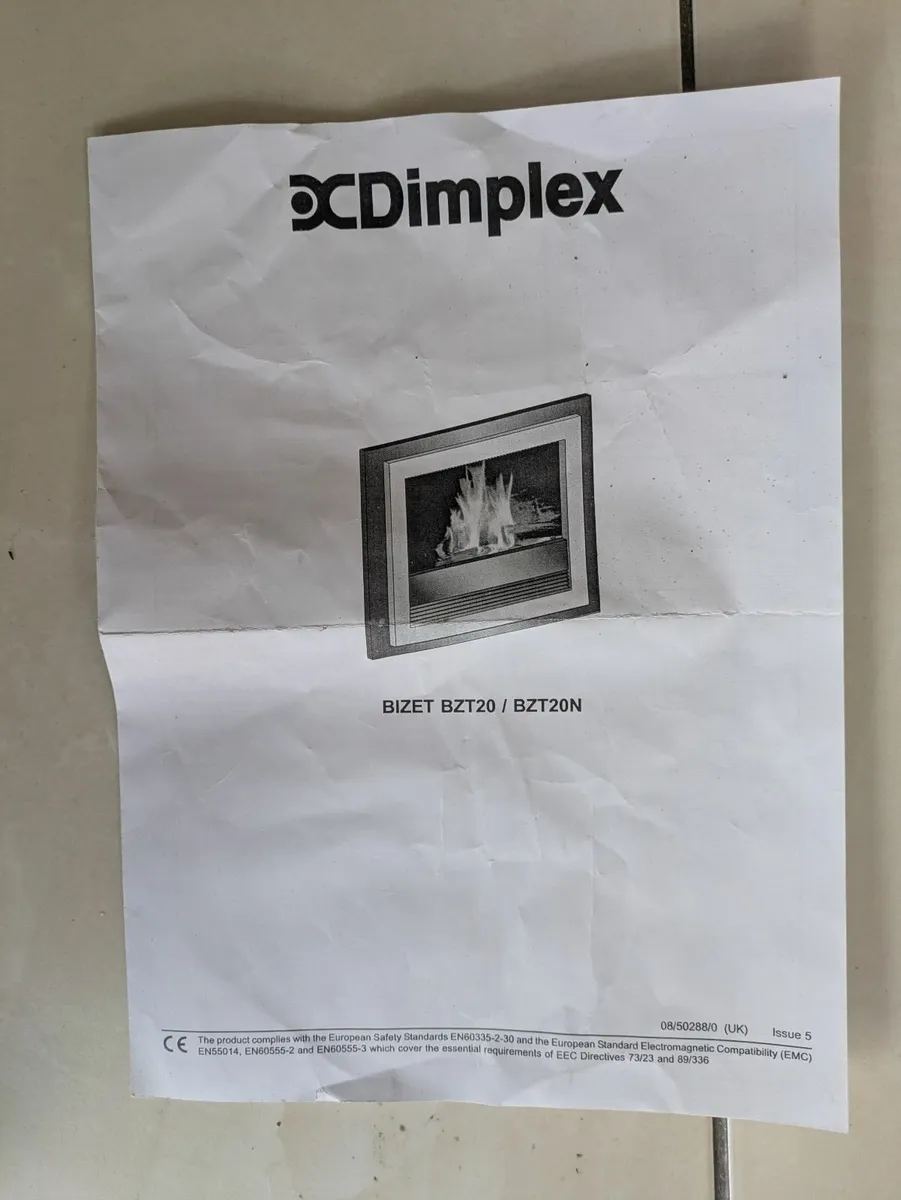 Dimplex
BIZET BZT20 / BZT20N
08/50288/0 (UK) Issue 5
CE The product complies with the European Safety Standards EN60335-2-30 and the European Standard Electromagnetic Compatibility (EMC)
EN55014, EN60555-2 and EN60555-3 which cover the essential requirements of EEC Directives 73/23 and 89/336